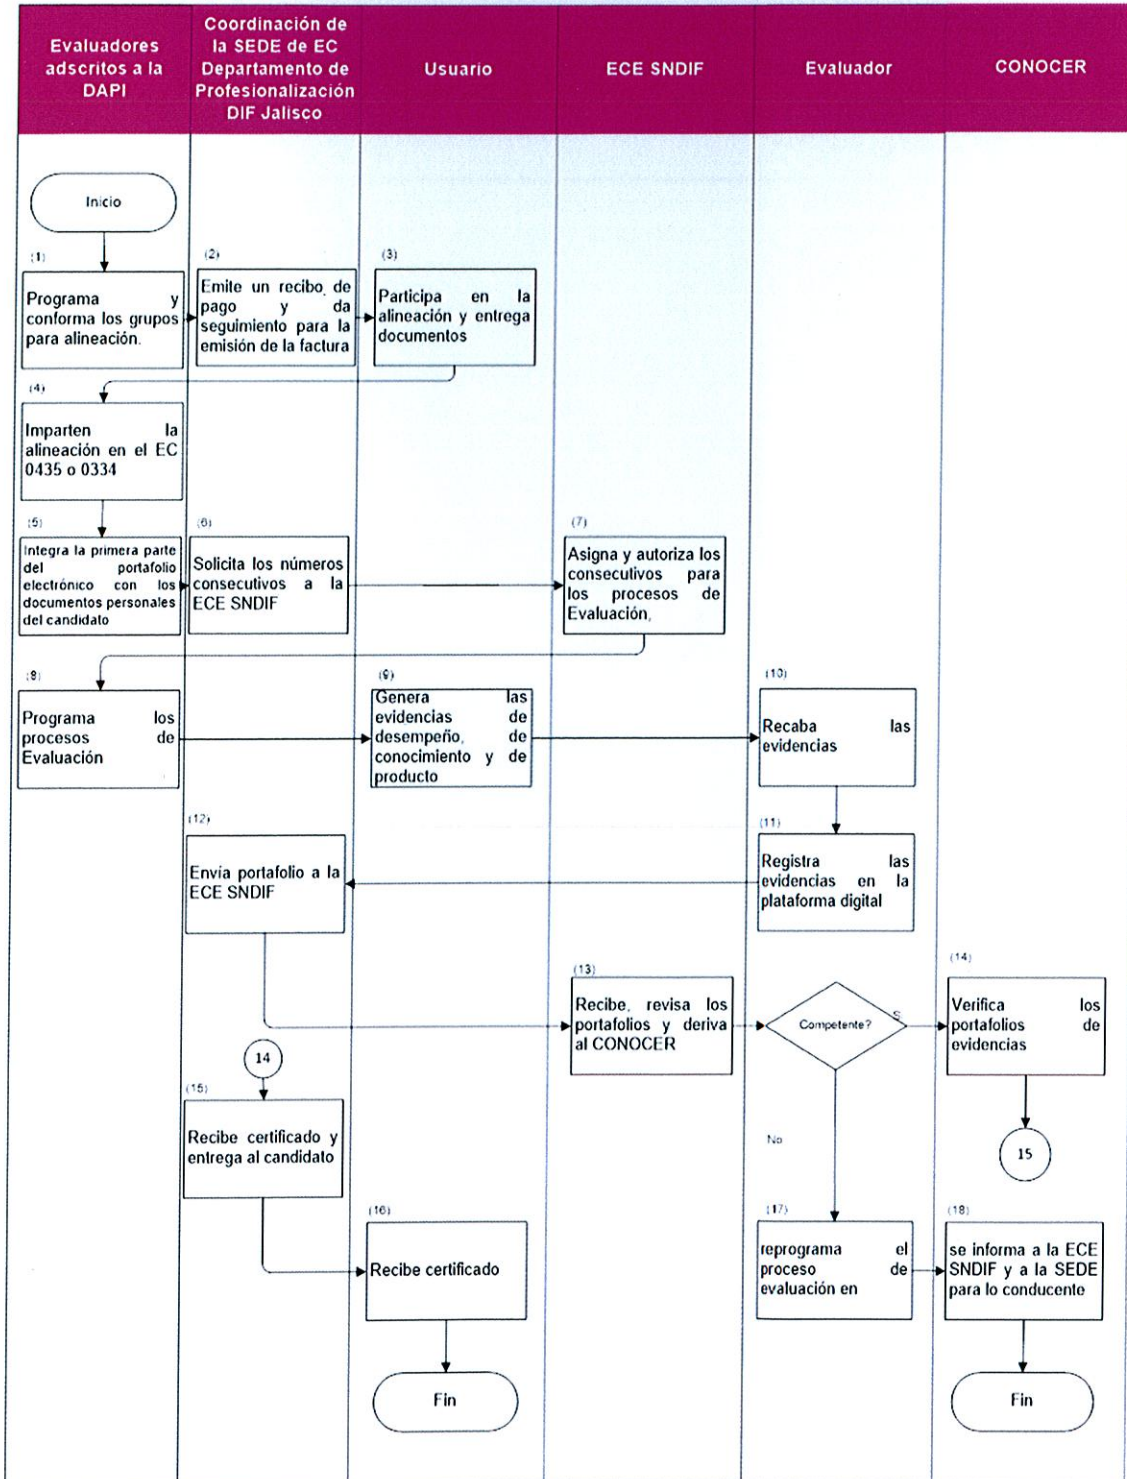 Evaluadores
adscritos a la
DAPI
Coordinación de
la SEDE de EC
Departamento de
Profesionalización
DIF Jalisco
Usuario
ECE SNDIF
Evaluador
CONOCER
Inicio
(1)
Programa y
conforma los grupos
para alineación.
(2)
Emite un recibo de
pago y da
seguimiento para la
emisión de la factura
(3)
Participa en la
alineación y entrega
documentos
(4)
Imparten la
alineación en el EC
0435 o 0334
(5)
Integra la primera parte
del portafolio
electrónico con los
documentos personales
del candidato
(6)
Solicita los números
consecutivos a la
ECE SNDIF
(7)
Asigna y autoriza los
consecutivos para
los procesos de
Evaluación,
(8)
Programa los
procesos de
Evaluación
(9)
Genera las
evidencias de
desempeño, de
conocimiento y de
producto
(10)
Recaba las
evidencias
(11)
Registra las
evidencias en la
plataforma digital
(12)
Envía portafolio a la
ECE SNDIF
(13)
Recibe, revisa los
portafolios y deriva
al CONOCER
Competente?
S
(14)
Verifica los
portafolios de
evidencias
14
(15)
Recibe certificado y
entrega al candidato
No
15
(16)
Recibe certificado
(17)
reprograma el
proceso de
evaluación en
(18)
se informa a la ECE
SNDIF y a la SEDE
para lo conducente
Fin
Fin